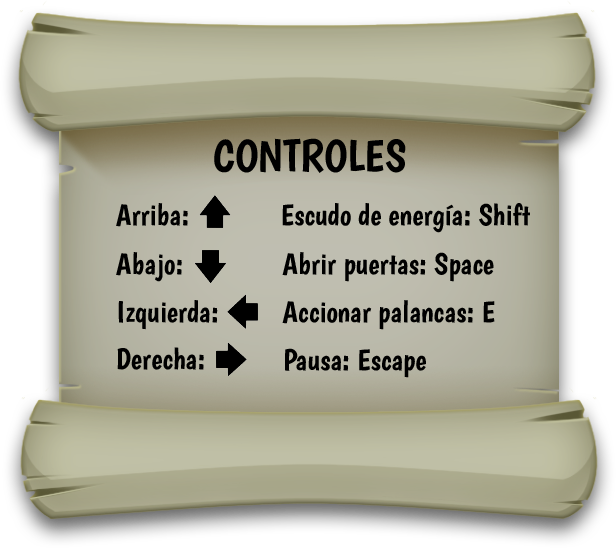 CONTROLES
Arriba:
Abajo:
Izquierda:
Derecha:
Escudo de energía: Shift
Abrir puertas: Space
Accionar palancas: E
Pausa: Escape